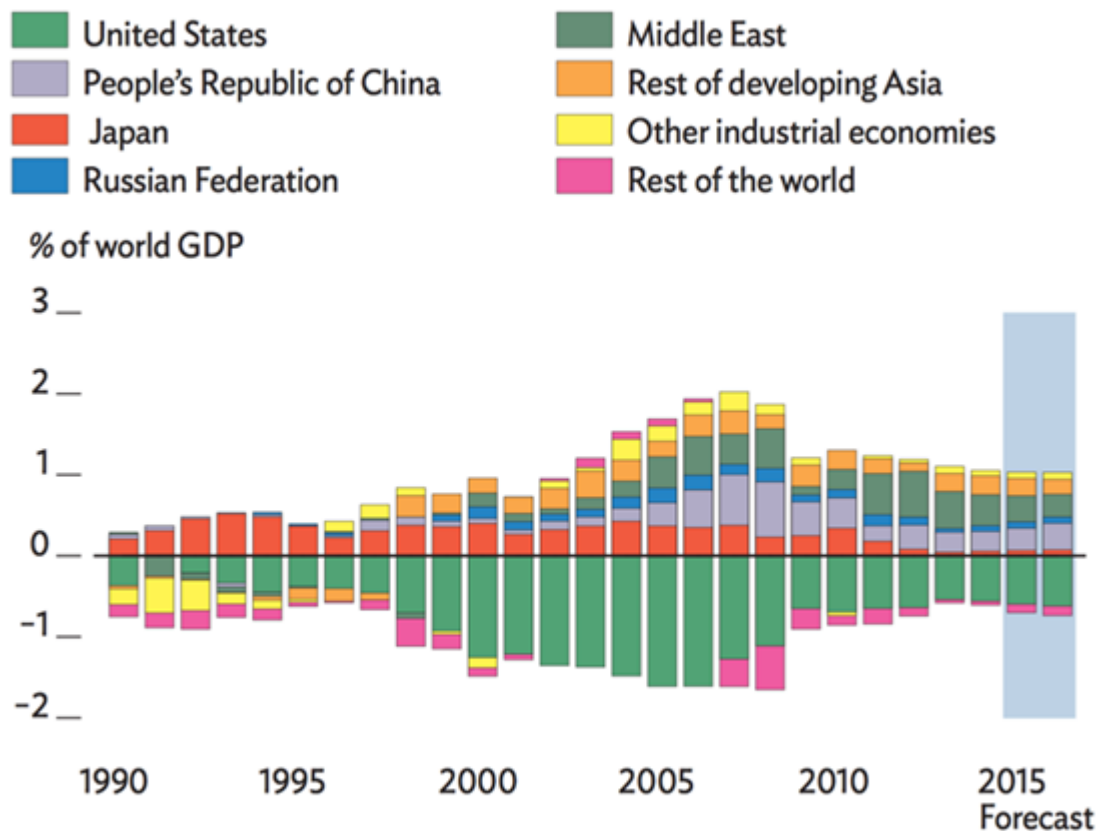 United States
People's Republic of China
Japan
Russian Federation
Middle East
Rest of developing Asia
Other industrial economies
Rest of the world
% of world GDP
3
2
1
0
−1
−2
1990 1995 2000 2005 2010 2015
Forecast